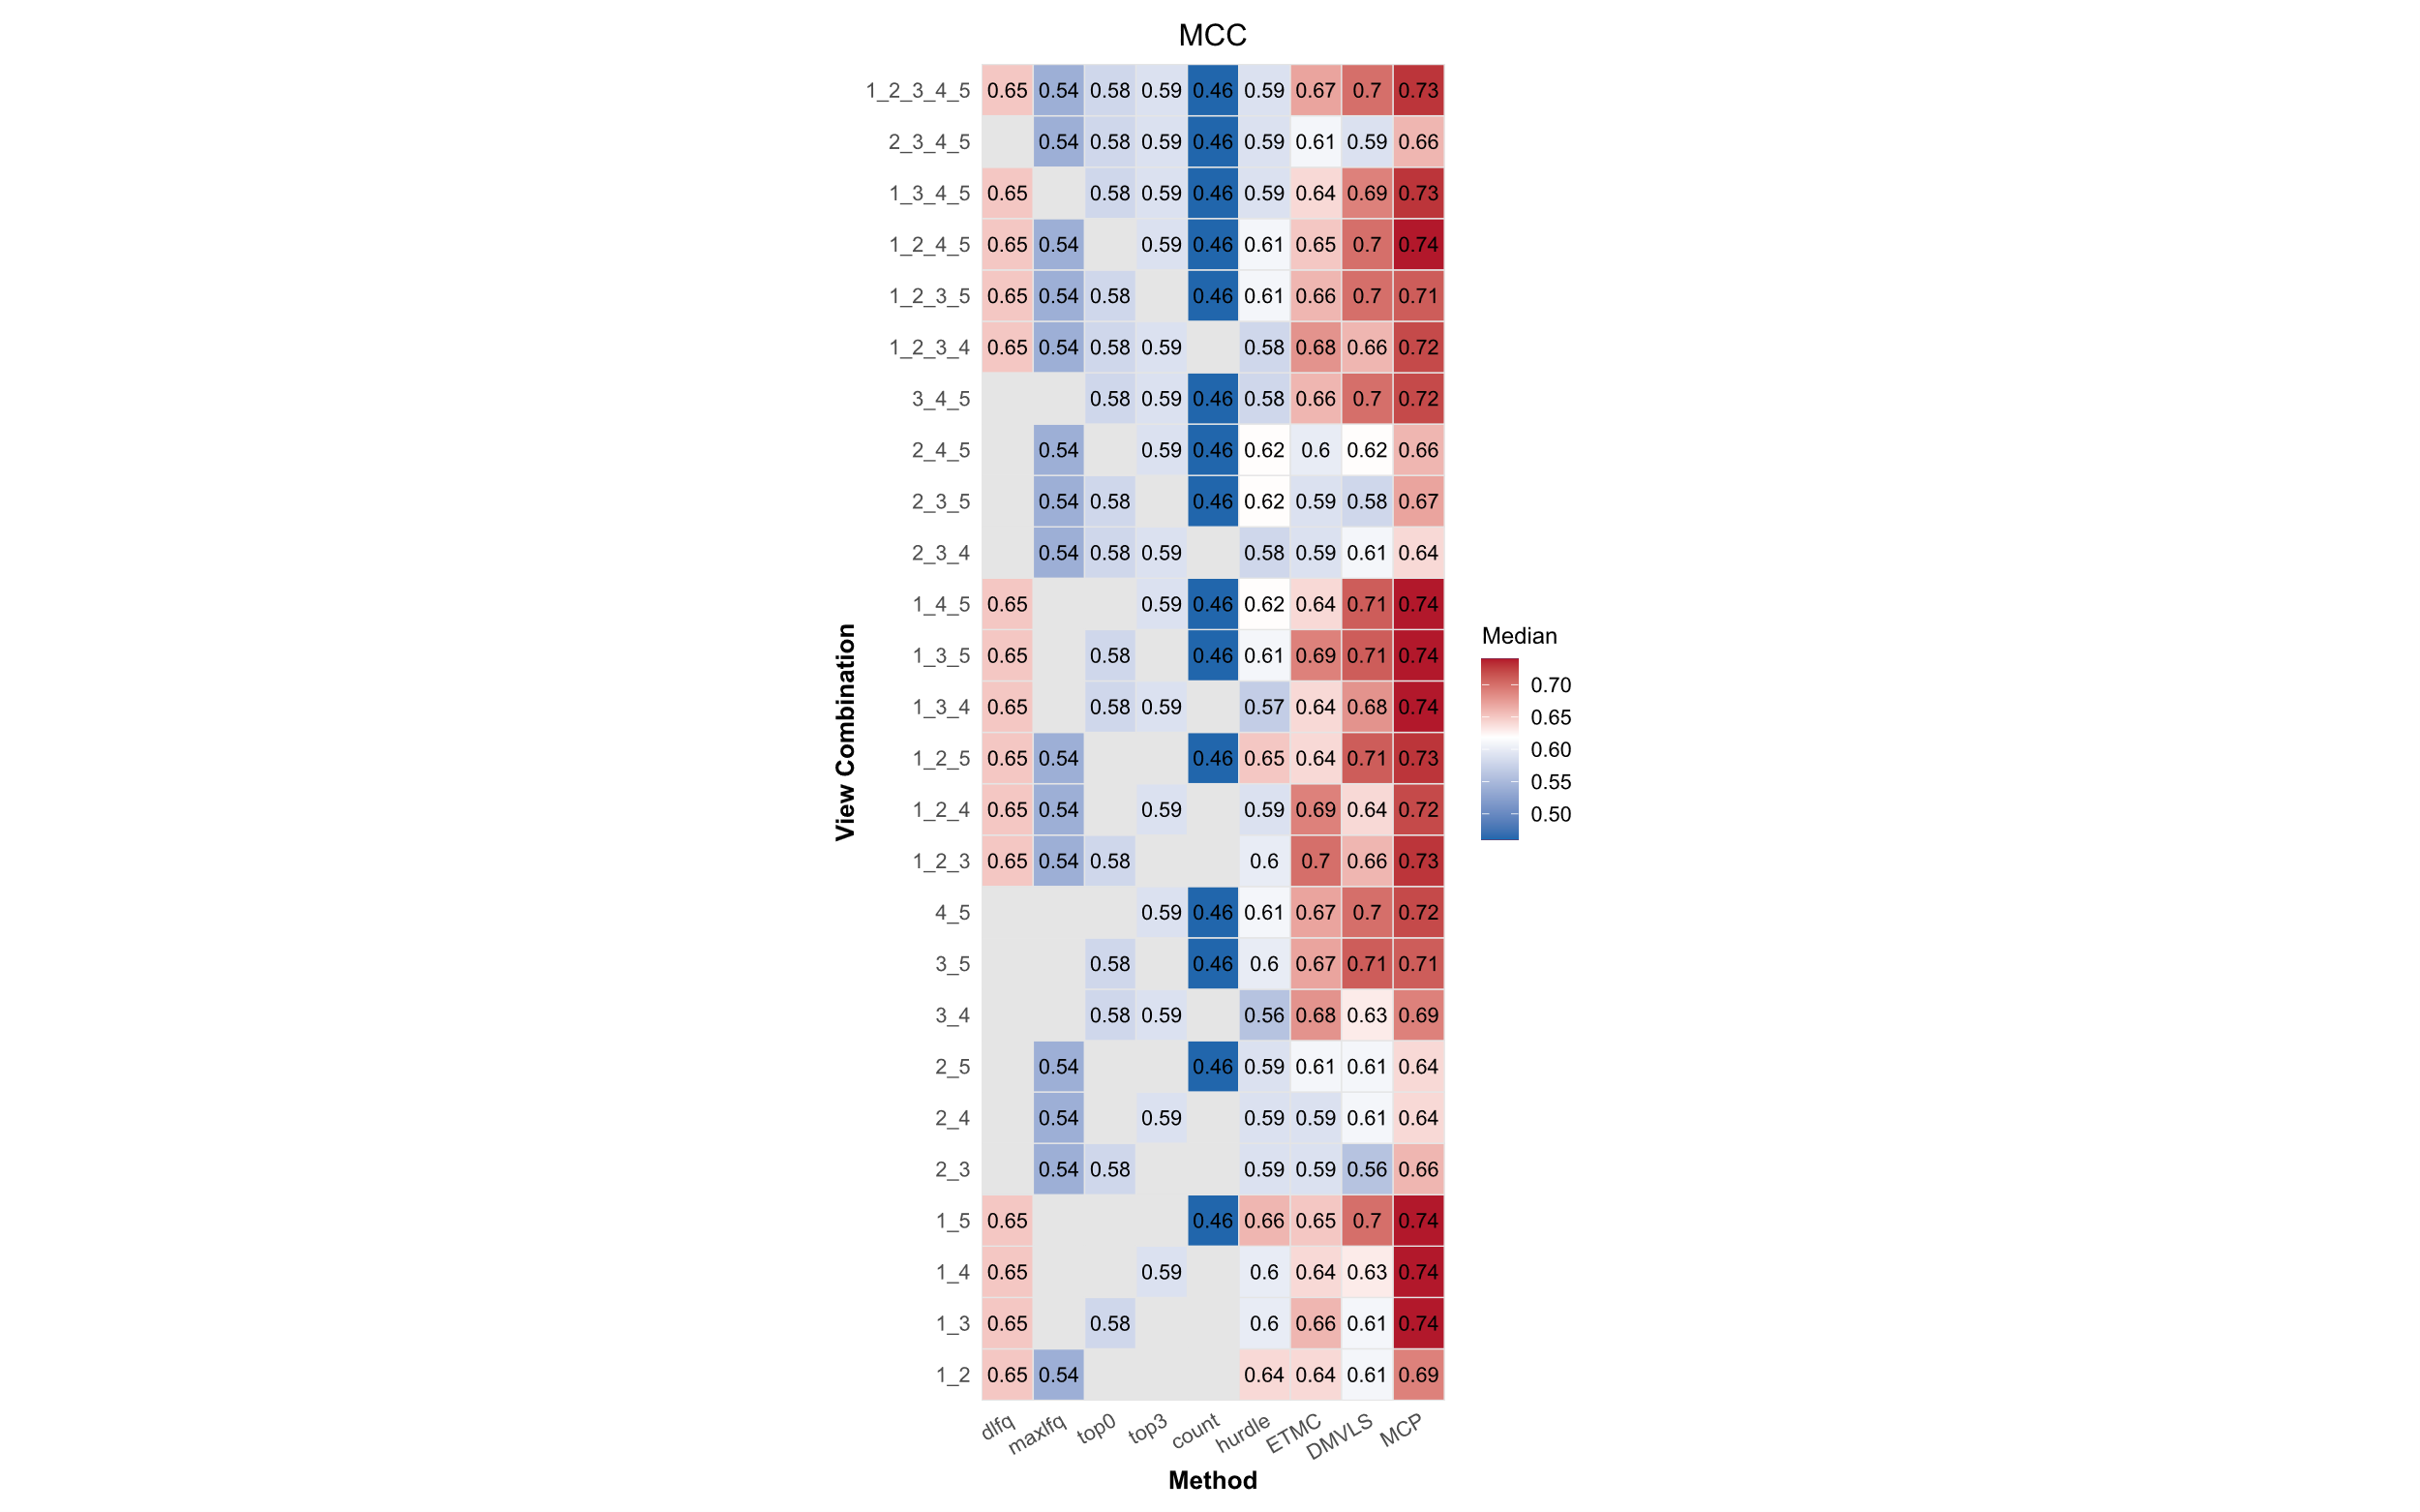 MCC
1_2_3_4_5 0.65 0.54 0.58 0.59 0.46 0.59 0.67 0.7 0.73
2_3_4_5 0.54 0.58 0.59 0.46 0.59 0.61 0.59 0.66
1_3_4_5 0.65 0.58 0.59 0.46 0.59 0.64 0.69 0.73
1_2_4_5 0.65 0.54 0.59 0.46 0.61 0.65 0.7 0.74
1_2_3_5 0.65 0.54 0.58 0.46 0.61 0.66 0.7 0.71
1_2_3_4 0.65 0.54 0.58 0.59 0.58 0.68 0.66 0.72
3_4_5 0.58 0.59 0.46 0.58 0.66 0.7 0.72
2_4_5 0.54 0.59 0.46 0.62 0.6 0.62 0.66
2_3_5 0.54 0.58 0.46 0.62 0.59 0.58 0.67
2_3_4 0.54 0.58 0.59 0.58 0.59 0.61 0.64
1_4_5 0.65 0.59 0.46 0.62 0.64 0.71 0.74
1_3_5 0.65 0.58 0.46 0.61 0.69 0.71 0.74
1_3_4 0.65 0.58 0.59 0.57 0.64 0.68 0.74
1_2_5 0.65 0.54 0.46 0.65 0.64 0.71 0.73
1_2_4 0.65 0.54 0.59 0.59 0.69 0.64 0.72
1_2_3 0.65 0.54 0.58 0.6 0.7 0.66 0.73
4_5 0.59 0.46 0.61 0.67 0.7 0.72
3_5 0.58 0.46 0.6 0.67 0.71 0.71
3_4 0.58 0.59 0.56 0.68 0.63 0.69
2_5 0.54 0.46 0.59 0.61 0.61 0.64
2_4 0.54 0.59 0.59 0.59 0.61 0.64
2_3 0.54 0.58 0.59 0.59 0.56 0.66
1_5 0.65 0.46 0.66 0.65 0.7 0.74
1_4 0.65 0.59 0.6 0.64 0.63 0.74
1_3 0.65 0.58 0.6 0.66 0.61 0.74
1_2 0.65 0.54 0.64 0.64 0.61 0.69
dlfq maxlfq top0 top3 count hurdle ETMC DMVLS MCP
Method
View Combination
Median
0.70
0.65
0.60
0.55
0.50